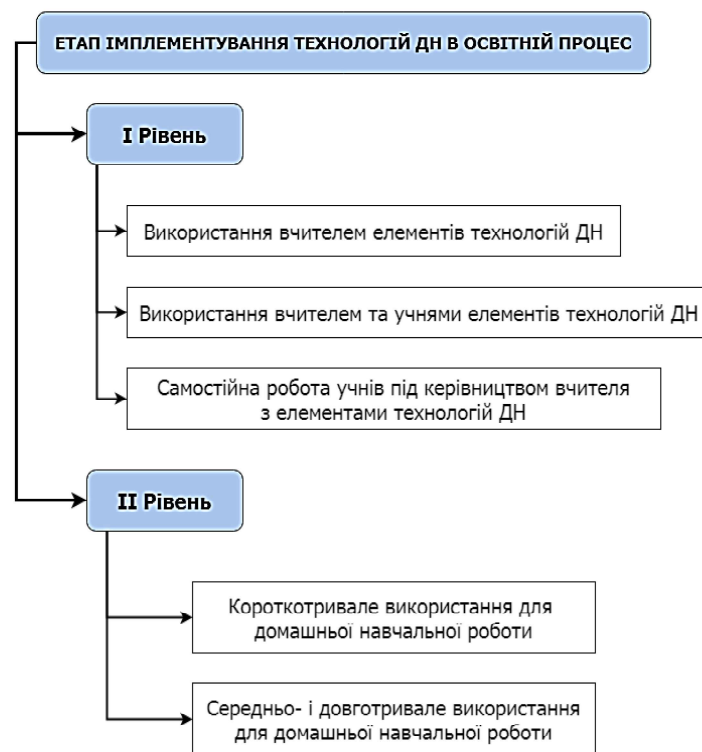 ЕТАП ІМПЛЕМЕНТУВАННЯ ТЕХНОЛОГІЙ ДН В ОСВІТНІЙ ПРОЦЕС
І Рівень
Використання вчителем елементів технологій ДН
Використання вчителем та учнями елементів технологій ДН
Самостійна робота учнів під керівництвом вчителя
з елементами технологій ДН
ІІ Рівень
Короткотривале використання для
домашньої навчальної роботи
Середньо- і довготривале використання
для домашньої навчальної роботи